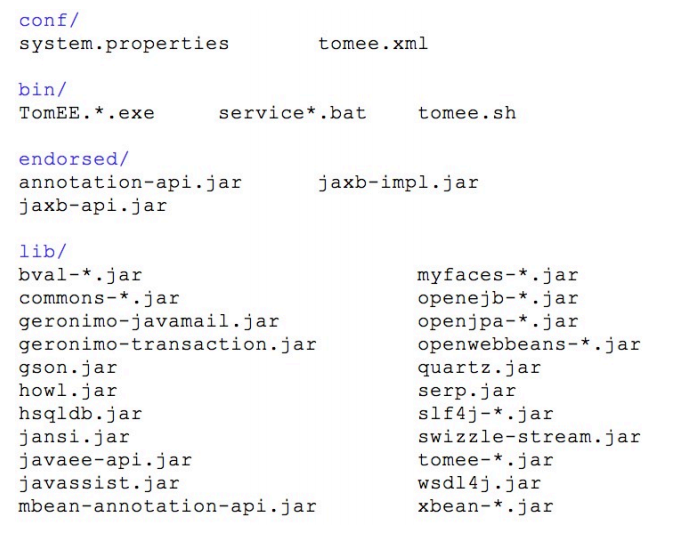 conf/
system.properties tomee.xml
bin/
TomEE.*.exe service*.bat tomee.sh
endorsed/
annotation-api.jar jaxb-impl.jar
jaxb-api.jar
lib/
bval-*.jar myfaces-*.jar
commons-*.jar openejb-*.jar
geronimo-javamail.jar openjpa-*.jar
geronimo-transaction.jar openwebbeans-*.jar
gson.jar quartz.jar
howl.jar serp.jar
hsqldb.jar slf4j-*.jar
jansi.jar swizzle-stream.jar
javaee-api.jar tomee-*.jar
javassist.jar wsdl4j.jar
mbean-annotation-api.jar xbean-*.jar